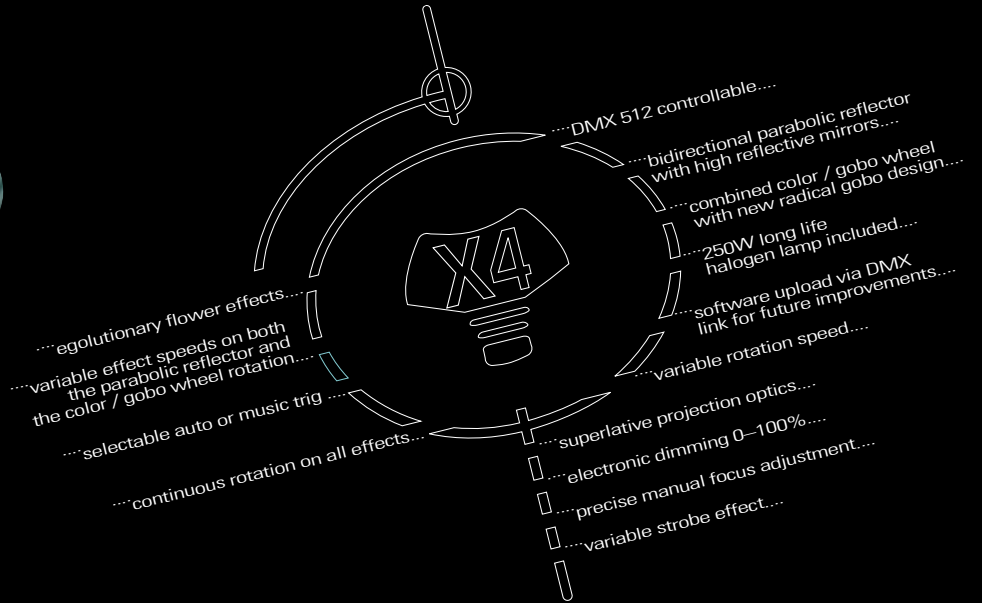 ....DMX 512 controllable....
....bidirectional parabolic reflector
with high reflective mirrors....
....combined color / gobo wheel
with new radical gobo design....
....250W long life
halogen lamp included....
....software upload via DMX
link for future improvements....
....variable rotation speed....
....superlative projection optics....
....electronic dimming 0–100%....
....precise manual focus adjustment....
....variable strobe effect....
X4
....egolutionary flower effects....
....variable effect speeds on both
the parabolic reflector and
the color / gobo wheel rotation....
....selectable auto or music trig ....
....continuous rotation on all effects....